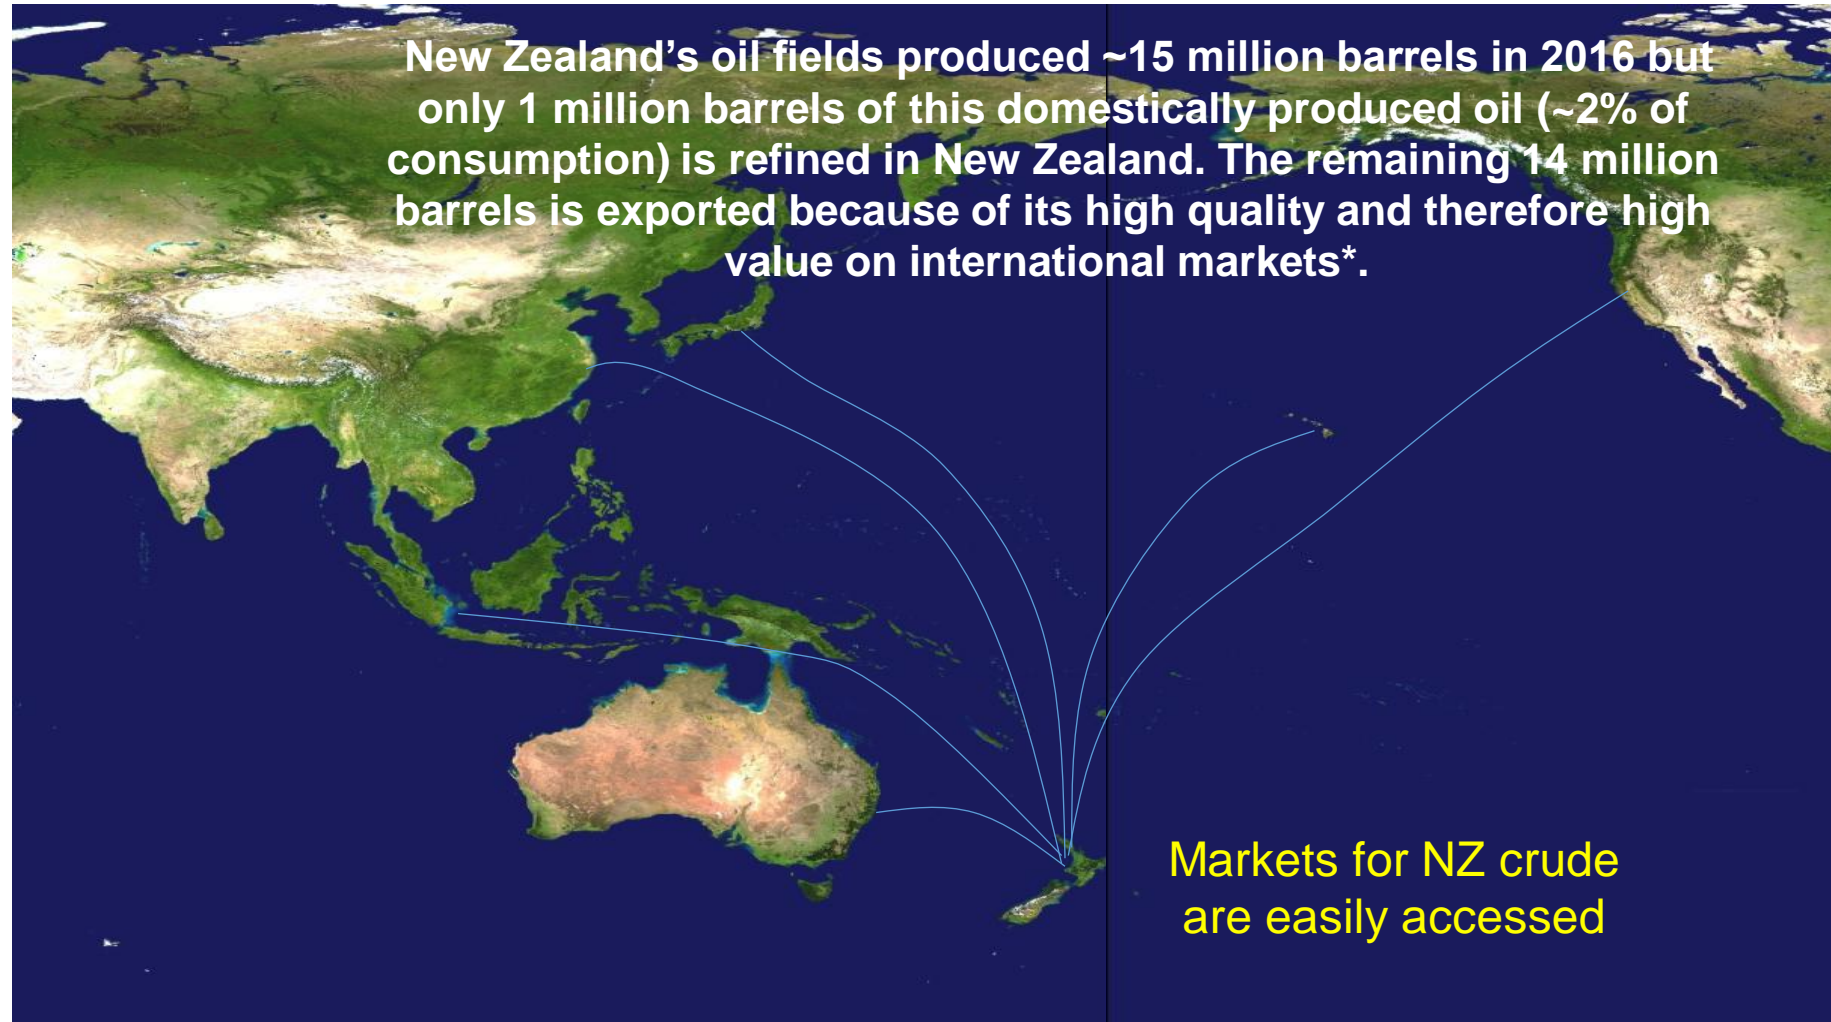 New Zealand’s oil fields produced ~15 million barrels in 2016 but
only 1 million barrels of this domestically produced oil (~2% of
consumption) is refined in New Zealand. The remaining 14 million
barrels is exported because of its high quality and therefore high
value on international markets*.
Markets for NZ crude
are easily accessed